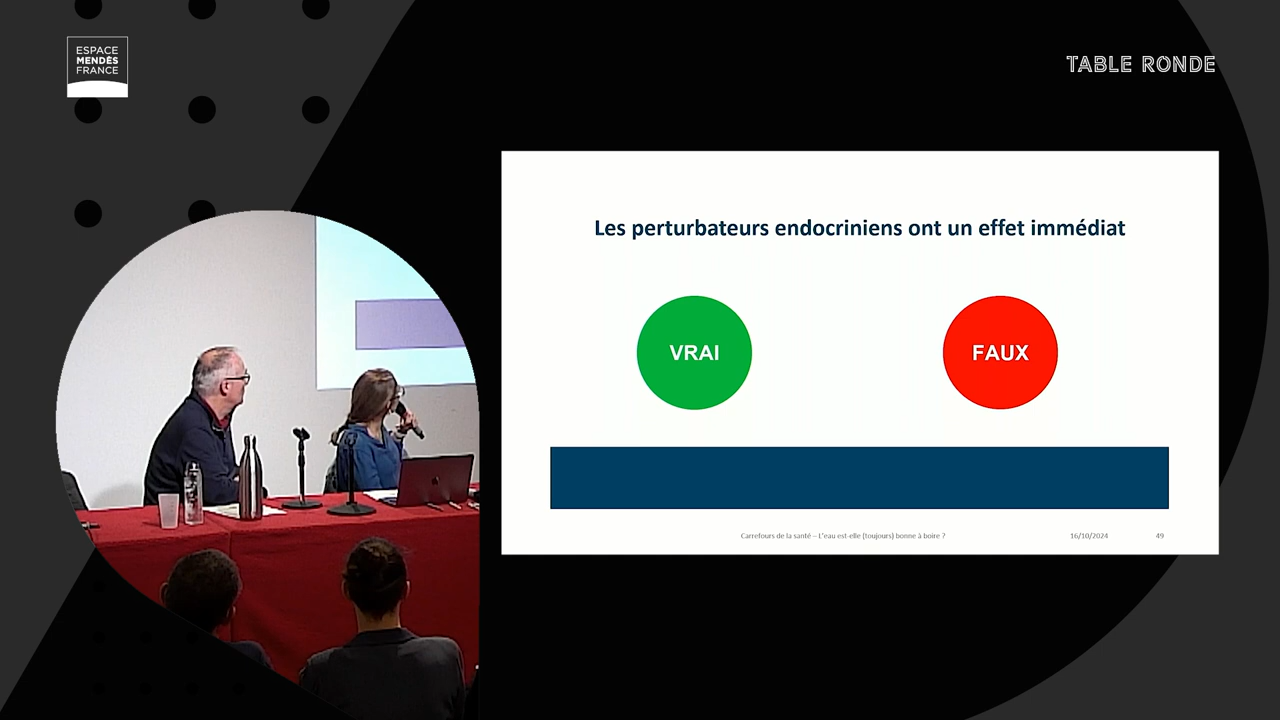 ESPACE
MENDÈS
FRANCE
TABLE RONDE
Les perturbateurs endocriniens ont un effet immédiat
VRAI
FAUX
Carrefours de la santé – L'eau est-elle (toujours) bonne à boire ?
16/10/2024
49